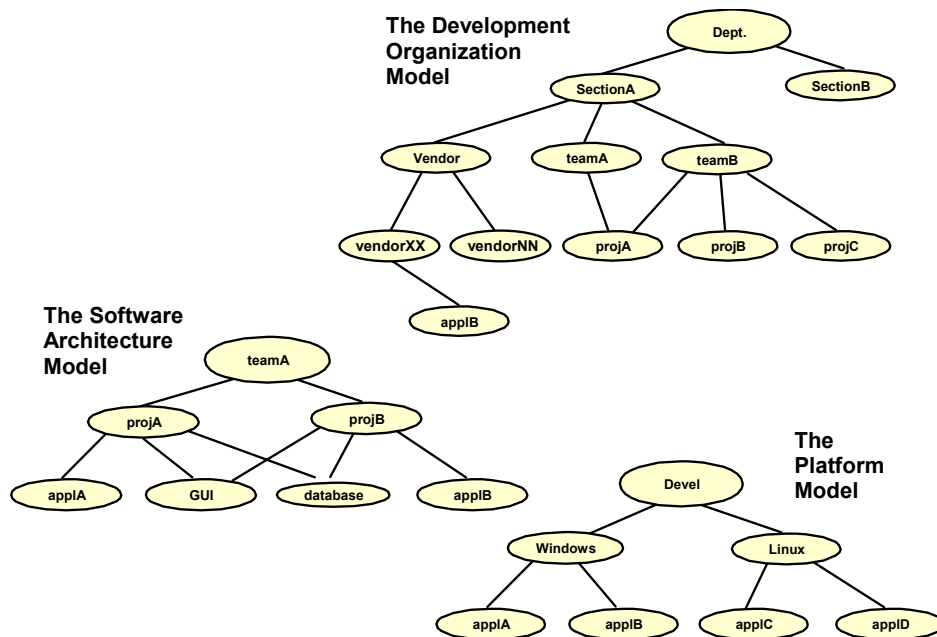 The Development
Organization
Model
Dept.
SectionA
SectionB
Vendor
teamA
teamB
vendorXX
vendorNN
projA
projB
projC
applB
The Software
Architecture
Model
teamA
projA
projB
applA
GUI
database
applB
The
Platform
Model
Devel
Windows
Linux
applA
applB
applC
applD